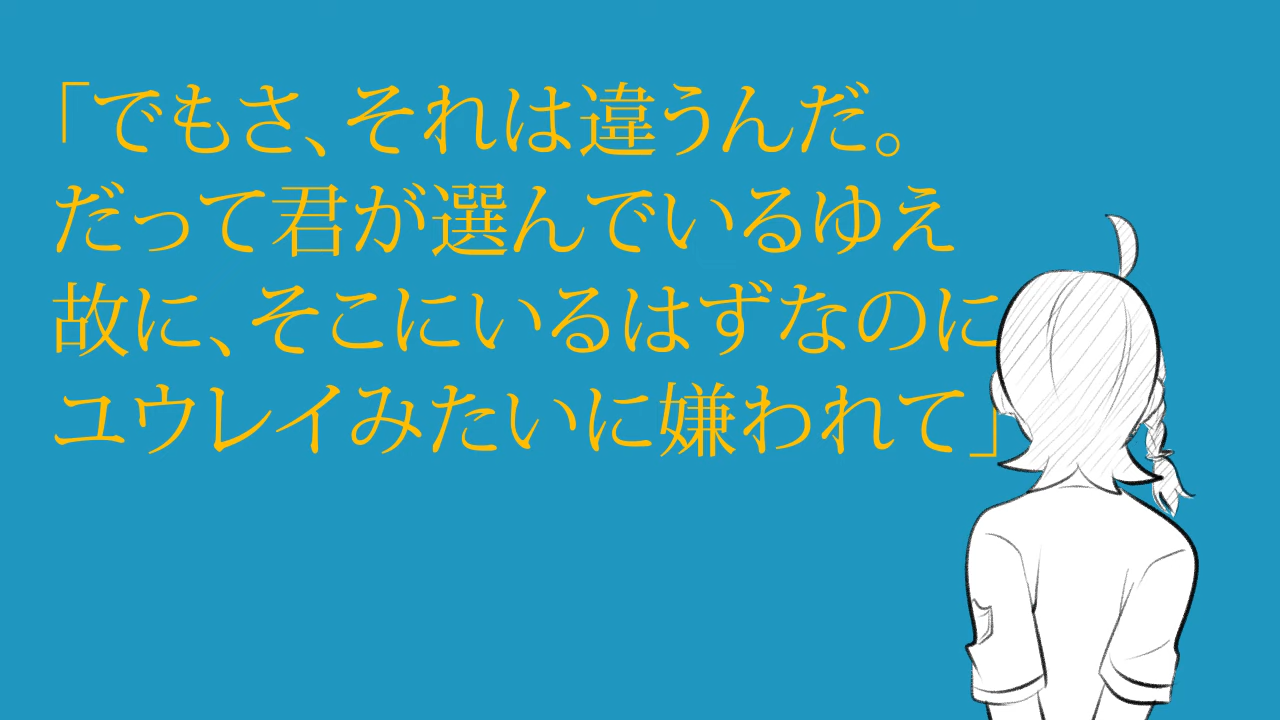 「でもさ、それは違うんだ。
だって君が選んでいるゆえ
故に、そこにいるはずなのに
ユウレイみたいに嫌われて」